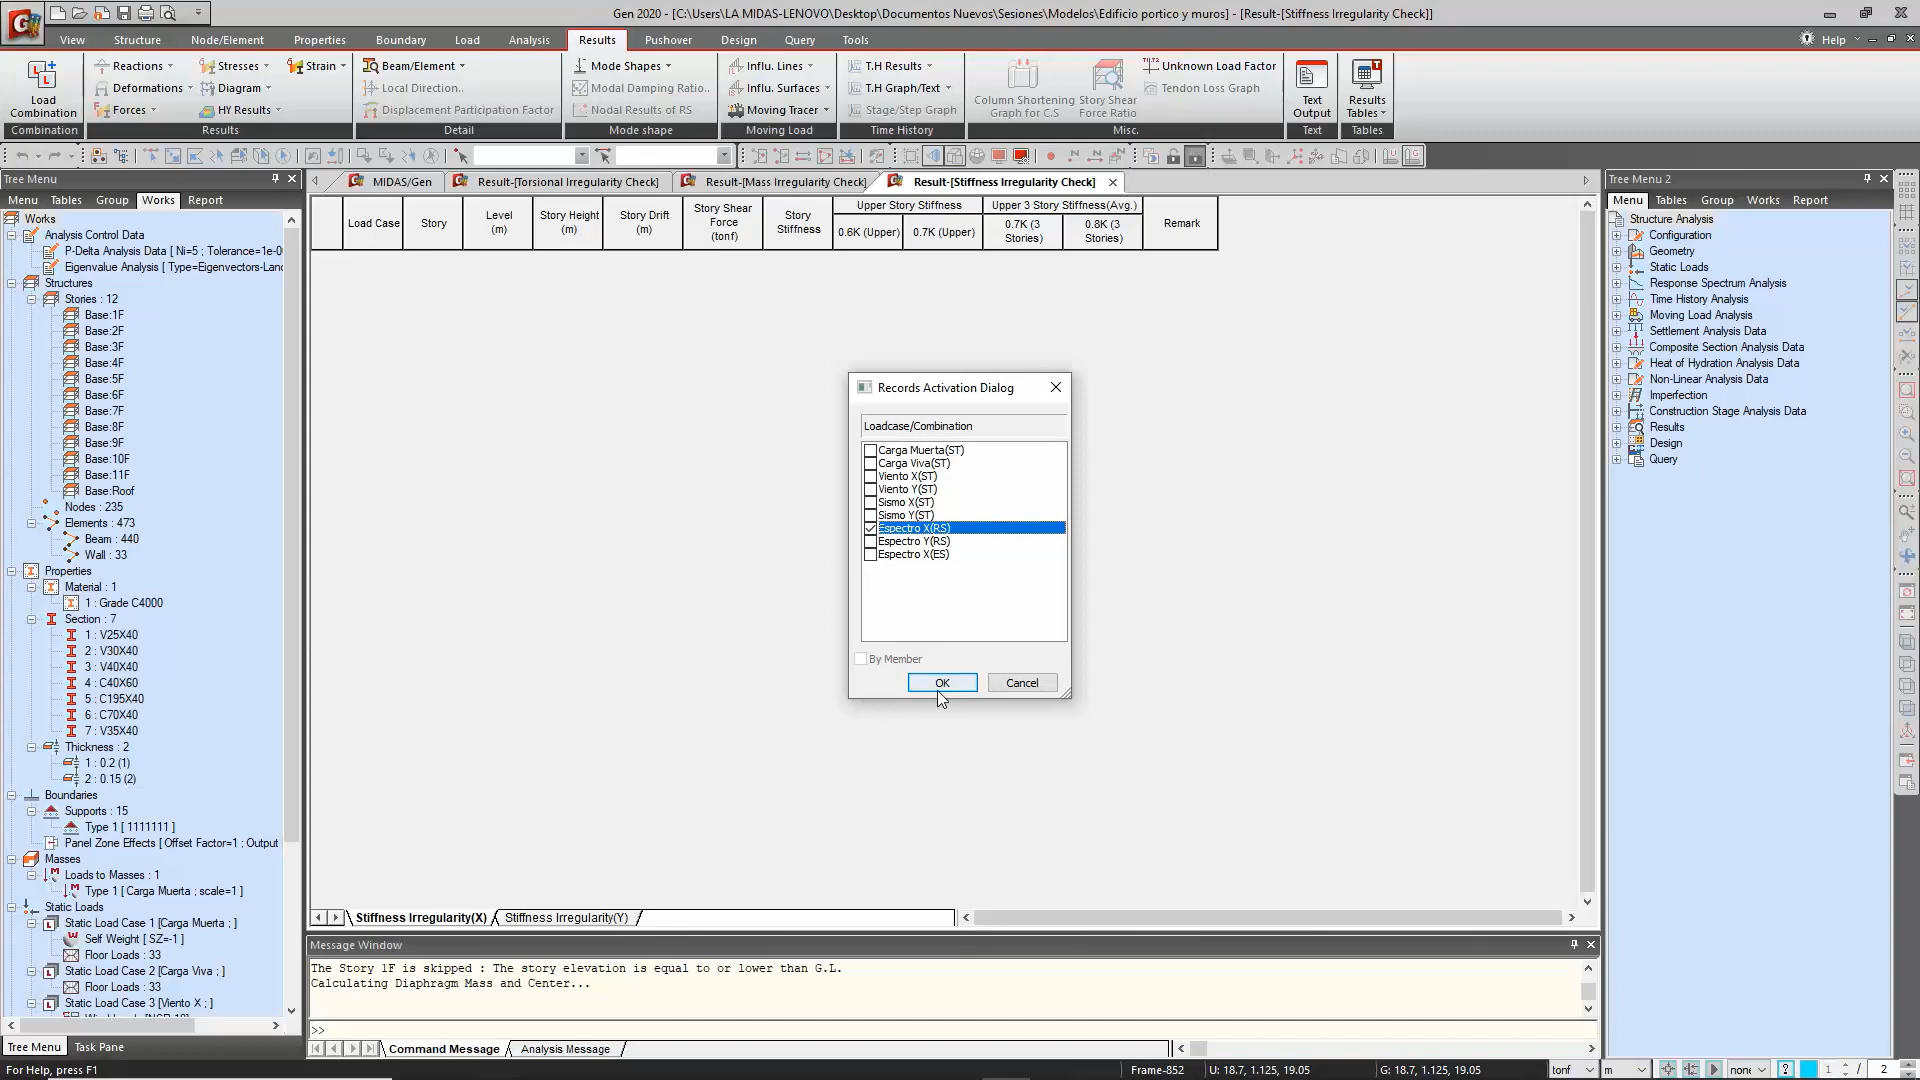 Gen 2020 - [C:\Users\LA MIDAS-LENOVO\Desktop\Documentos Nuevos\Sesiones\Modelos\Edificio portico y muros] - [Result-[Stiffness Irregularity Check]]
View Structure Node/Element Properties Boundary Load Analysis Results Pushover Design Query Tools Help
Load Combination
Reactions Stresses Strain
Deformations Diagram
Forces HY Results
Beam/Element
Local Direction..
Displacement Participation Factor
Mode Shapes
Modal Damping Ratio..
Nodal Results of RS
Influ. Lines
Influ. Surfaces
Moving Tracer
T.H Results
T.H Graph/Text
Stage/Step Graph
Column Shortening Graph for C.S
Story Shear Force Ratio
Unknown Load Factor
Tendon Loss Graph
Text Output
Results Tables
Combination Results Detail Mode shape Moving Load Time History Misc. Text Tables
Tree Menu
Menu Tables Group Works Report
Works
Analysis Control Data
P-Delta Analysis Data [ Ni=5 ; Tolerance=1e-0
Eigenvalue Analysis [ Type=Eigenvectors-Lan
Structures
Stories : 12
Base:1F
Base:2F
Base:3F
Base:4F
Base:5F
Base:6F
Base:7F
Base:8F
Base:9F
Base:10F
Base:11F
Base:Roof
Nodes : 235
Elements : 473
Beam : 440
Wall : 33
Properties
Material : 1
1 : Grade C4000
Section : 7
1 : V25X40
2 : V30X40
3 : V40X40
4 : C40X60
5 : C195X40
6 : C70X40
7 : V35X40
Thickness : 2
1 : 0.2 (1)
2 : 0.15 (2)
Boundaries
Supports : 15
Type 1 [ 1111111 ]
Panel Zone Effects [ Offset Factor=1 ; Output
Masses
Loads to Masses : 1
Type 1 [ Carga Muerta ; scale=1 ]
Static Loads
Static Load Case 1 [Carga Muerta ; ]
Self Weight [ SZ=-1 ]
Floor Loads : 33
Static Load Case 2 [Carga Viva ; ]
Floor Loads : 33
Static Load Case 3 [Viento X ; ]
Tree Menu Task Pane
MIDAS/Gen Result-[Torsional Irregularity Check] Result-[Mass Irregularity Check] Result-[Stiffness Irregularity Check]
Load Case
Story
Level (m)
Story Height (m)
Story Drift (m)
Story Shear Force (tonf)
Story Stiffness
Upper Story Stiffness
0.6K (Upper) 0.7K (Upper)
Upper 3 Story Stiffness(Avg.)
0.7K (3 Stories) 0.8K (3 Stories)
Remark
Records Activation Dialog
Loadcase/Combination
Carga Muerta(ST)
Carga Viva(ST)
Viento X(ST)
Viento Y(ST)
Sismo X(ST)
Sismo Y(ST)
Espectro X(RS)
Espectro Y(RS)
Espectro X(ES)
By Member
OK Cancel
Stiffness Irregularity(X) Stiffness Irregularity(Y)
Message Window
The Story 1F is skipped : The story elevation is equal to or lower than G.L.
Calculating Diaphragm Mass and Center...
>>
Command Message Analysis Message
Tree Menu 2
Menu Tables Group Works Report
Structure Analysis
Configuration
Geometry
Static Loads
Response Spectrum Analysis
Time History Analysis
Moving Load Analysis
Settlement Analysis Data
Composite Section Analysis Data
Heat of Hydration Analysis Data
Non-Linear Analysis Data
Imperfection
Construction Stage Analysis Data
Results
Design
Query
For Help, press F1 Frame-852 U: 18.7, 1.125, 19.05 G: 18.7, 1.125, 19.05 tonf m none 1 / 2